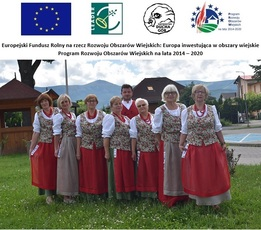 LEADER
Europejski Fundusz Rolny na rzecz Rozwoju Obszarów Wiejskich: Europa inwestująca w obszary wiejskie
Program Rozwoju Obszarów Wiejskich na lata 2014 – 2020